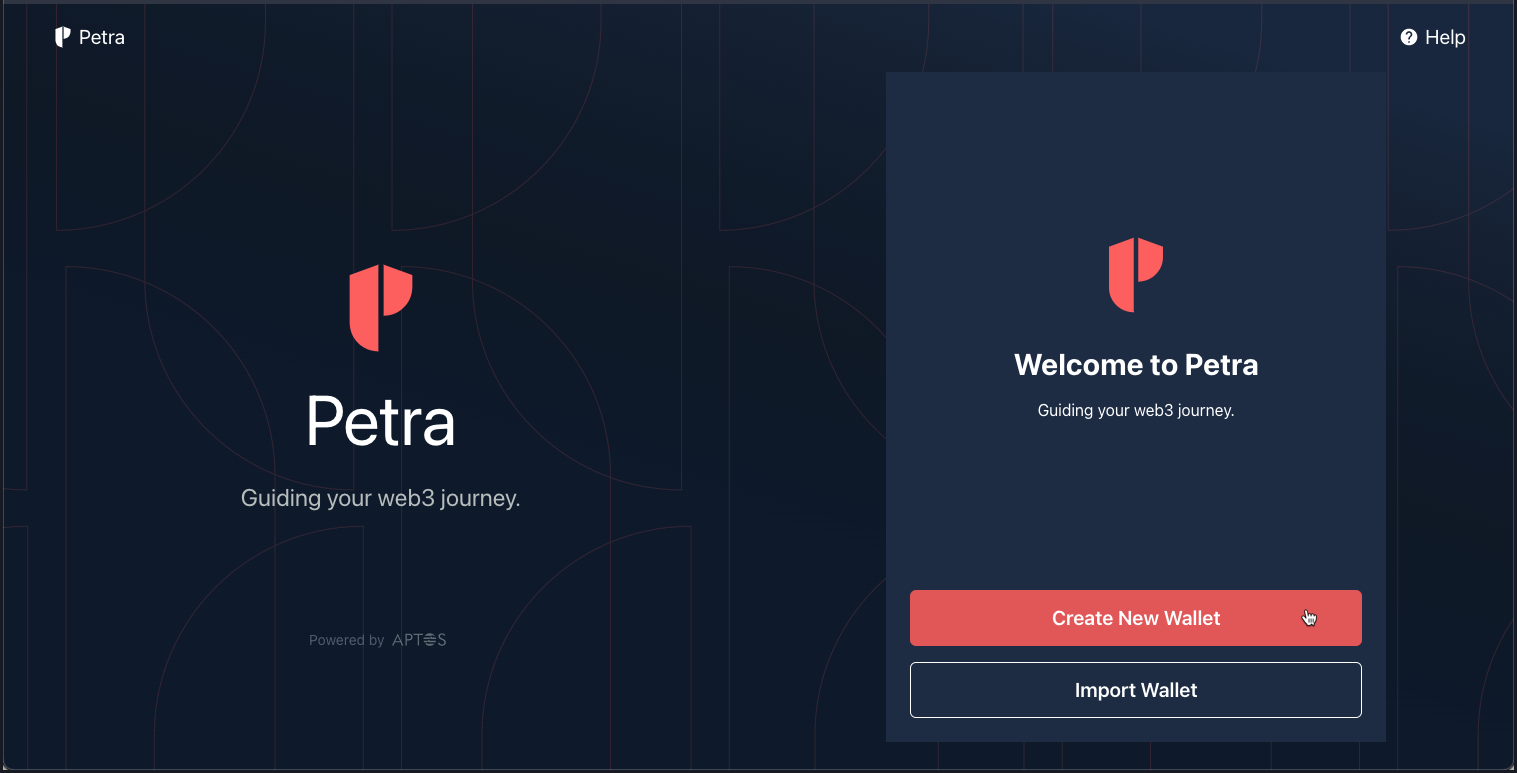 Petra
Help
Petra
Guiding your web3 journey.
Powered by APTOS
Welcome to Petra
Guiding your web3 journey.
Create New Wallet
Import Wallet